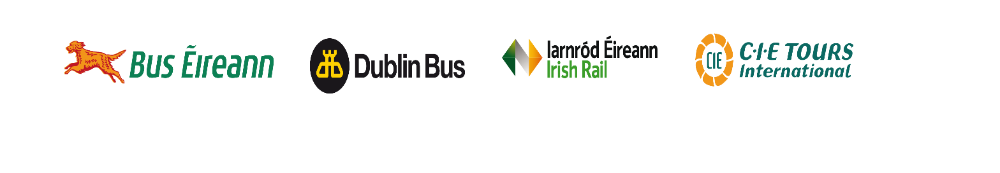 Bus Éireann
Dublin Bus
Iarnród Éireann
Irish Rail
CIE
C·I·E TOURS
International